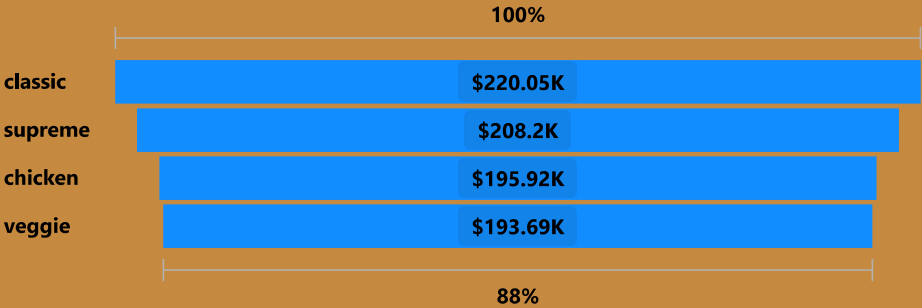 100%
classic $220.05K
supreme $208.2K
chicken $195.92K
veggie $193.69K
88%